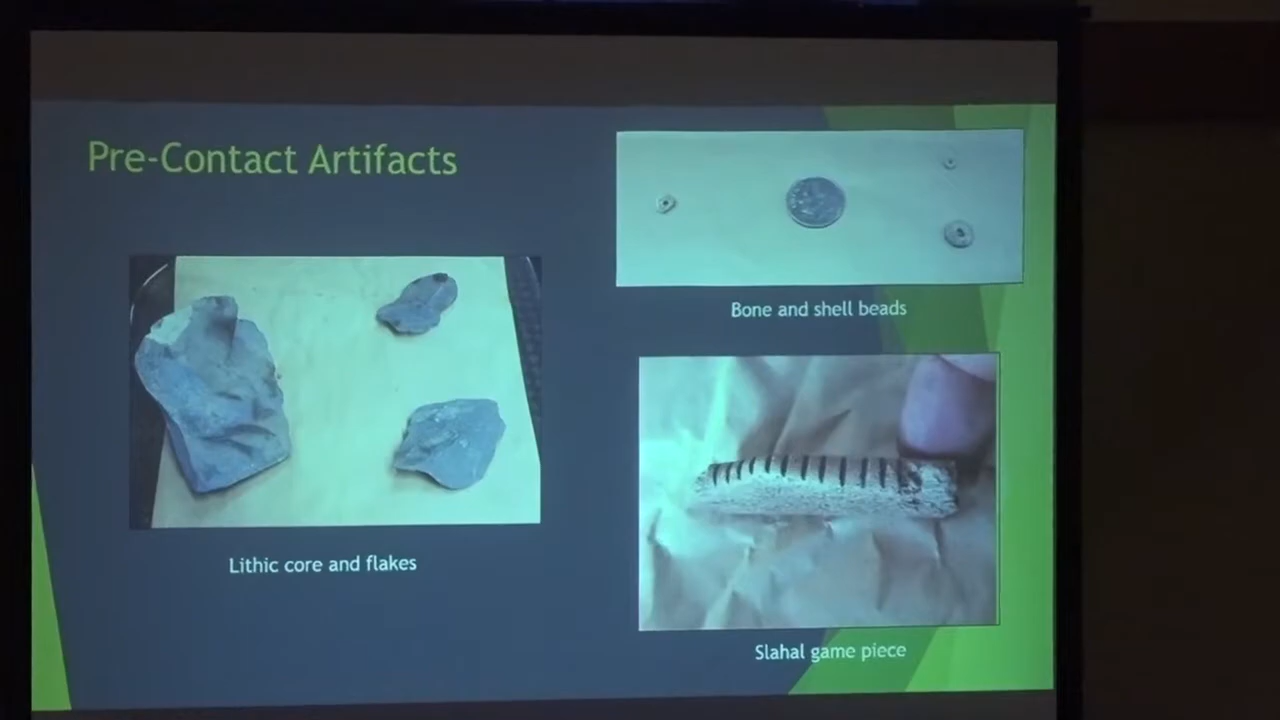 Pre-Contact Artifacts
Bone and shell beads
Lithic core and flakes
Slahal game piece